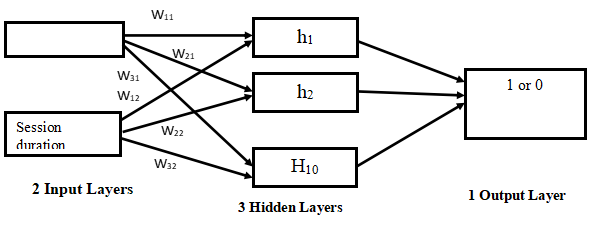 W11
h1
W21
W31
W12
h2
1 or 0
Session
duration
W22
W32
H10
2 Input Layers
3 Hidden Layers
1 Output Layer